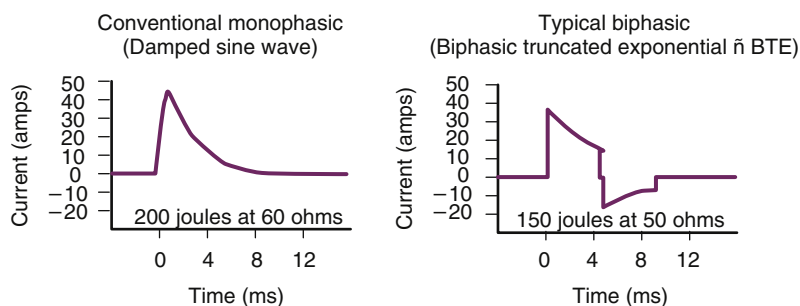 Conventional monophasic
(Damped sine wave)
Current (amps)
50
40
30
20
10
0
−10
−20
200 joules at 60 ohms
0 4 8 12
Time (ms)
Typical biphasic
(Biphasic truncated exponential ñ BTE)
Current (amps)
50
40
30
20
10
0
−10
−20
150 joules at 50 ohms
0 4 8 12
Time (ms)